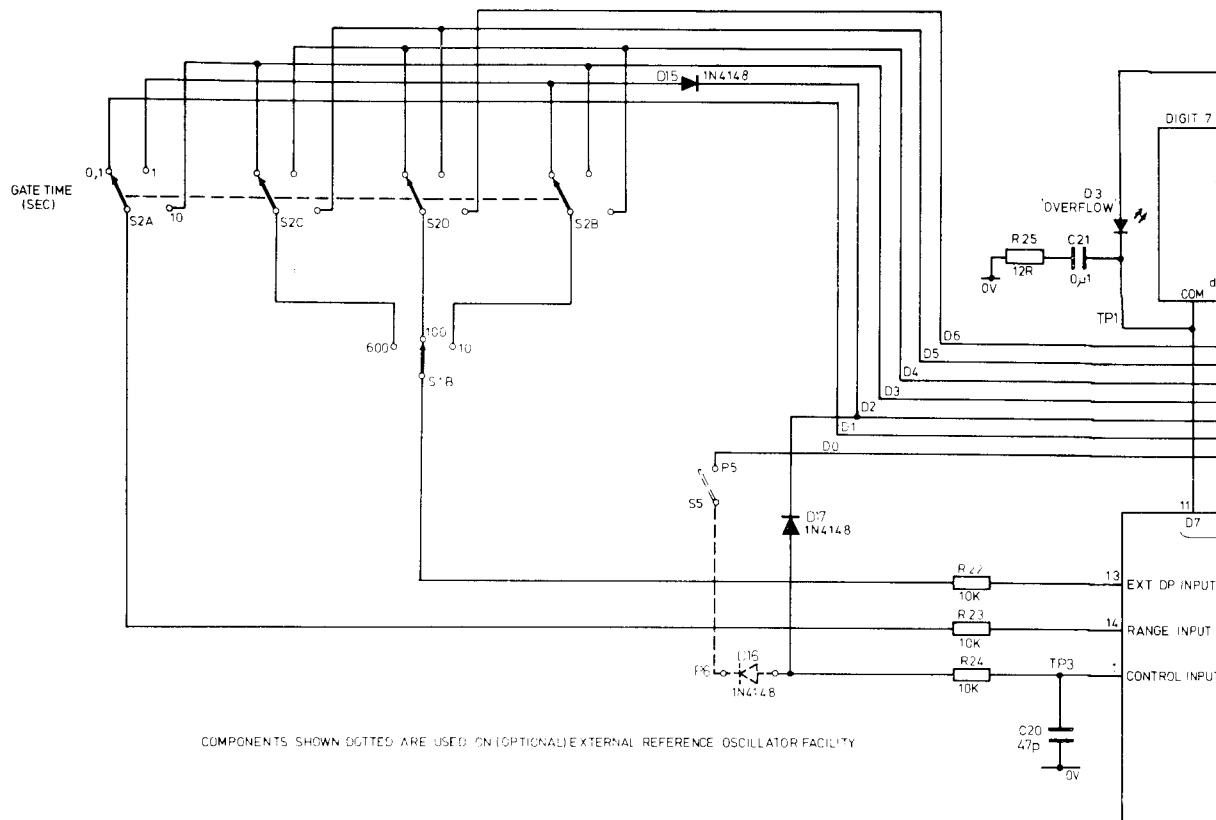 D15
1N4148
DIGIT 7
0,1
1
GATE TIME
(SEC)
10
S2A
S2C
S2D
S2B
D3
'OVERFLOW'
R25
12R
C21
0µ1
0V
COM
d
TP1
600
100
10
S1B
D6
D5
D4
D3
D2
D1
D0
P5
S5
D17
1N4148
11
D7
R22
10K
13
EXT DP INPUT
R23
10K
14
RANGE INPUT
P6
D16
1N4148
R24
10K
TP3
1
CONTROL INPUT
COMPONENTS SHOWN DOTTED ARE USED ON (OPTIONAL) EXTERNAL REFERENCE OSCILLATOR FACILITY
C20
47p
0V